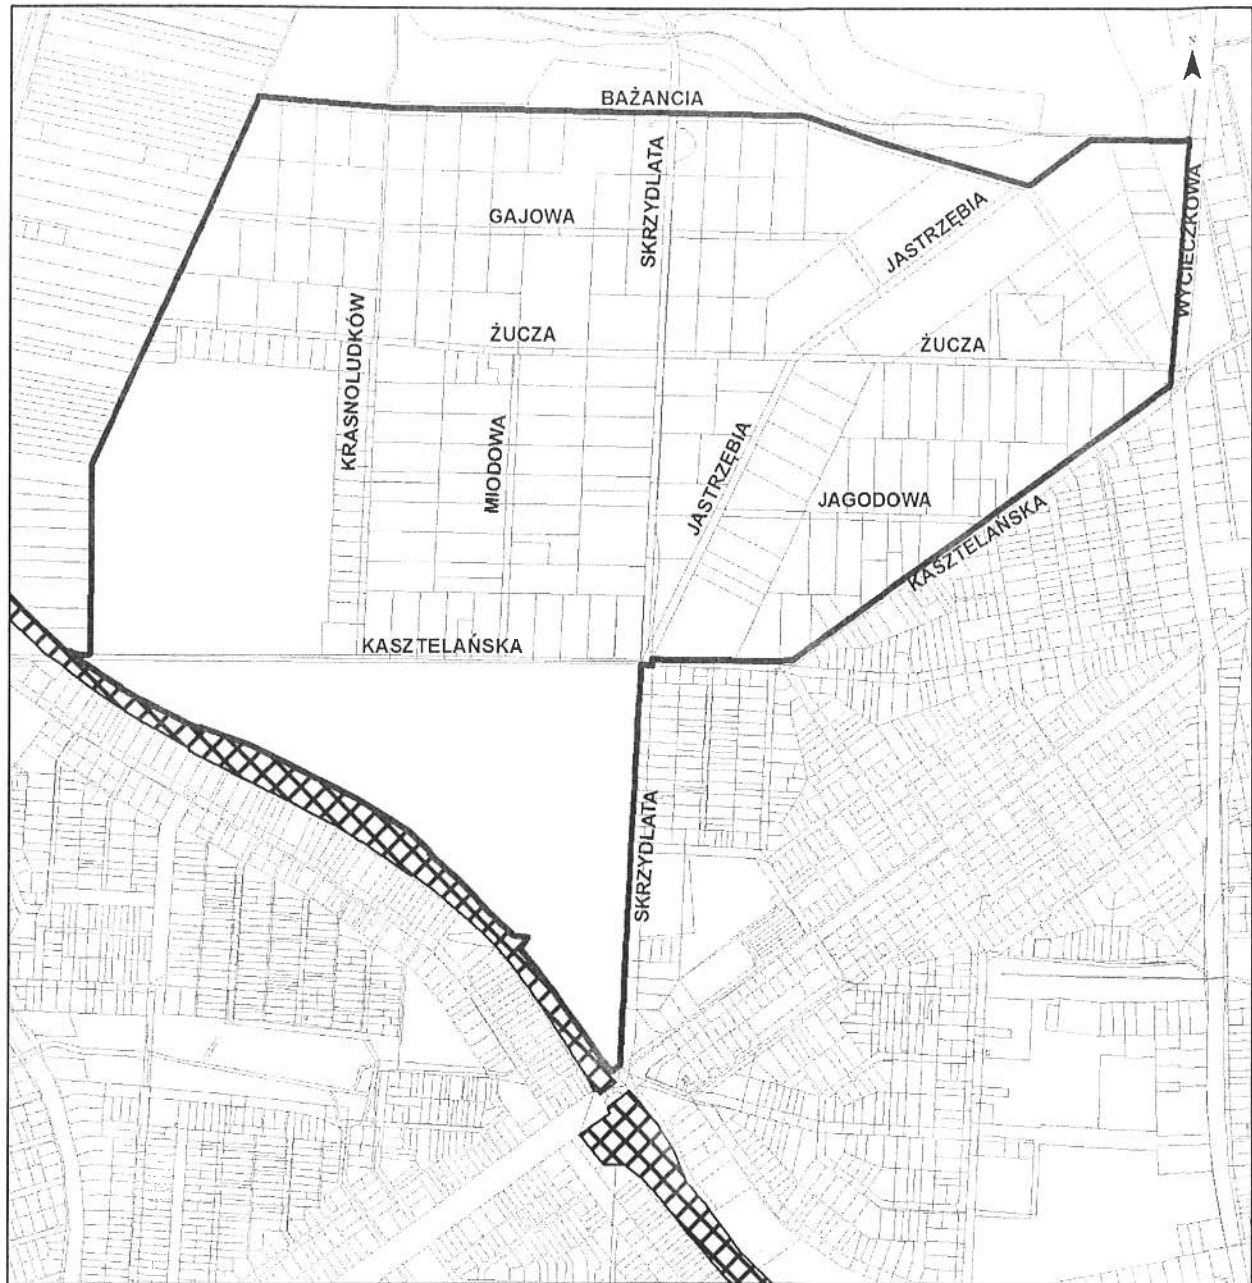 N
BAŻANCIA
SKRZYDLATA
GAJOWA
JASTRZĘBIA
WYCIECZKOWA
KRASNOLUDKÓW
ŻUCZA
ŻUCZA
MIODOWA
JASTRZĘBIA
JAGODOWA
KASZTELAŃSKA
KASZTELAŃSKA
SKRZYDLATA